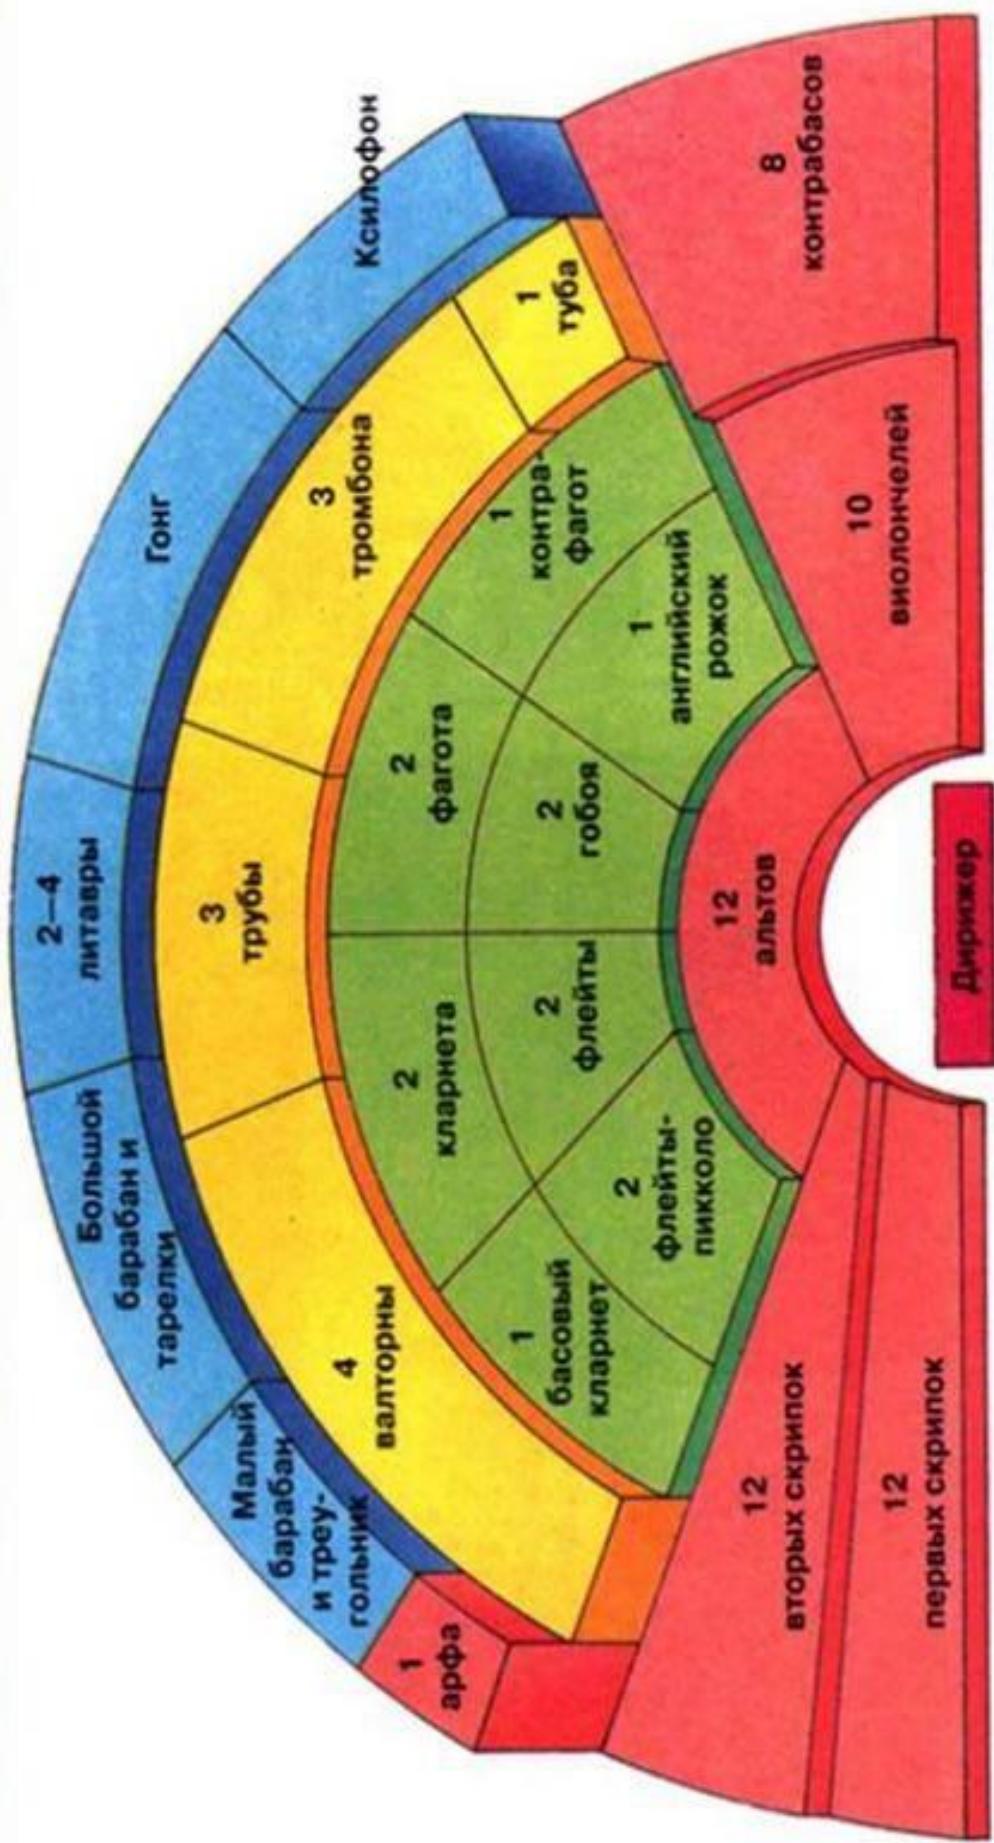 1
арфа
Малый
барабан
и треу-
гольник
Большой
барабан и
тарелки
2—4
литавры
Гонг
Ксилофон
4
валторны
3
трубы
3
тромбона
1
туба
1
басовый
кларнет
2
кларнета
2
фагота
1
контра-
фагот
2
флейты-
пикколо
2
флейты
2
гобоя
1
английский
рожок
12
вторых скрипок
12
первых скрипок
12
альтов
10
виолончелей
8
контрабасов
Дирижер